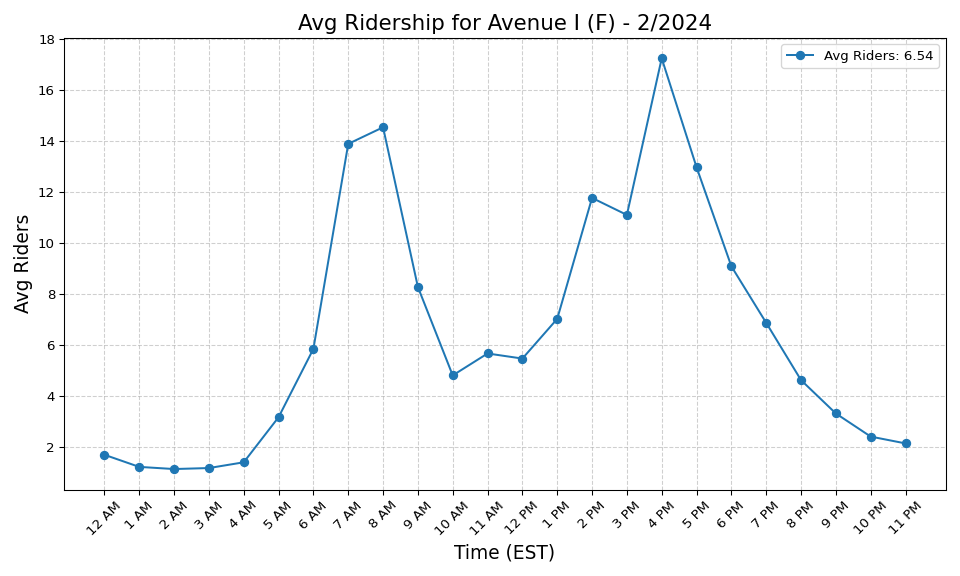 Avg Ridership for Avenue I (F) - 2/2024
Avg Riders: 6.54
18
16
14
12
10
8
6
4
2
Avg Riders
12 AM
1 AM
2 AM
3 AM
4 AM
5 AM
6 AM
7 AM
8 AM
9 AM
10 AM
11 AM
12 PM
1 PM
2 PM
3 PM
4 PM
5 PM
6 PM
7 PM
8 PM
9 PM
10 PM
11 PM
Time (EST)